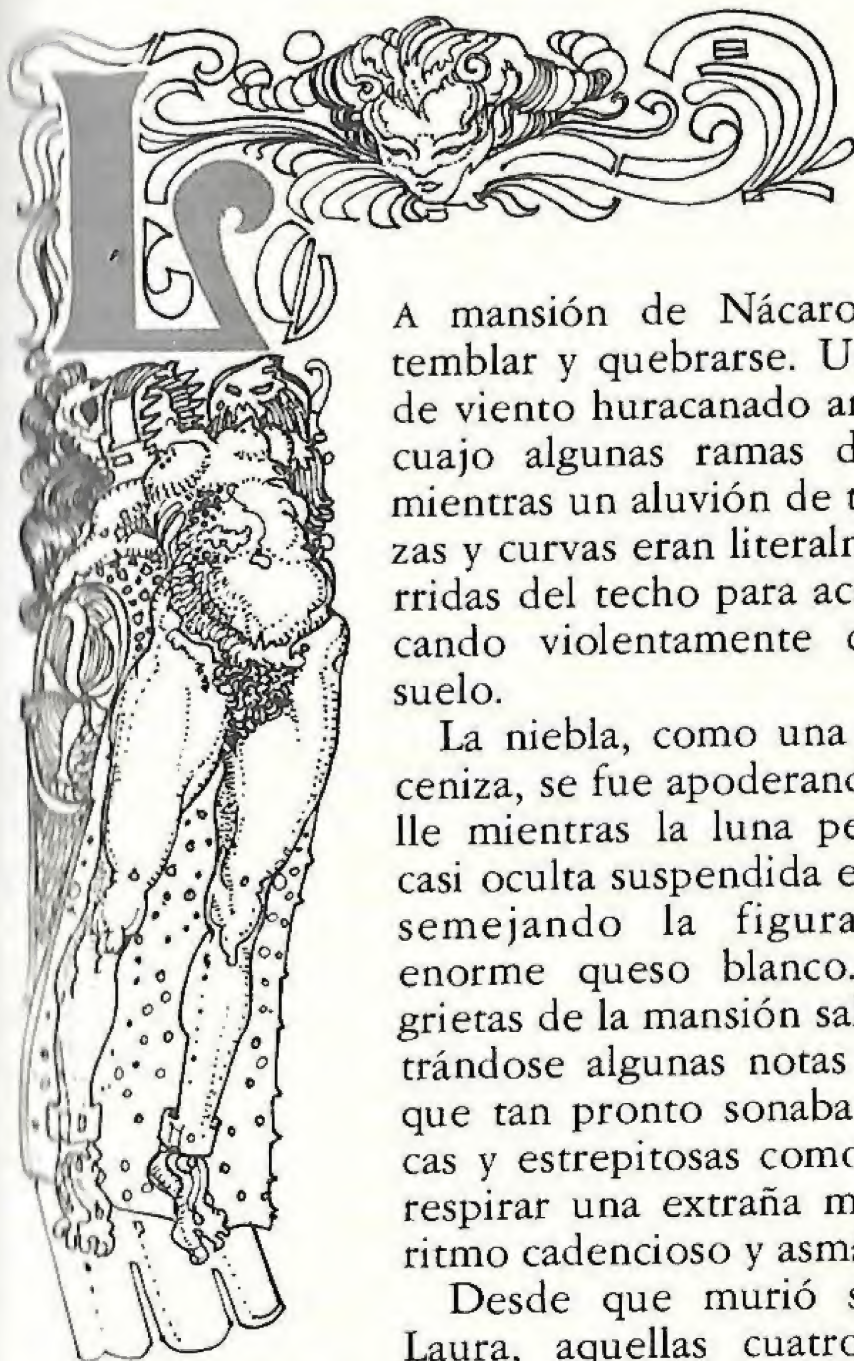 L
A mansión de Nácaro
temblar y quebrarse. U
de viento huracanado ar
cuajo algunas ramas d
mientras un aluvión de t
zas y curvas eran literalr
rridas del techo para ac
cando violentamente c
suelo.
La niebla, como una
ceniza, se fue apoderand
lle mientras la luna pe
casi oculta suspendida e
semejando la figura
enorme queso blanco.
grietas de la mansión sal
trándose algunas notas
que tan pronto sonaba
cas y estrepitosas como
respirar una extraña m
ritmo cadencioso y asma
Desde que murió s
Laura, aquellas cuatro